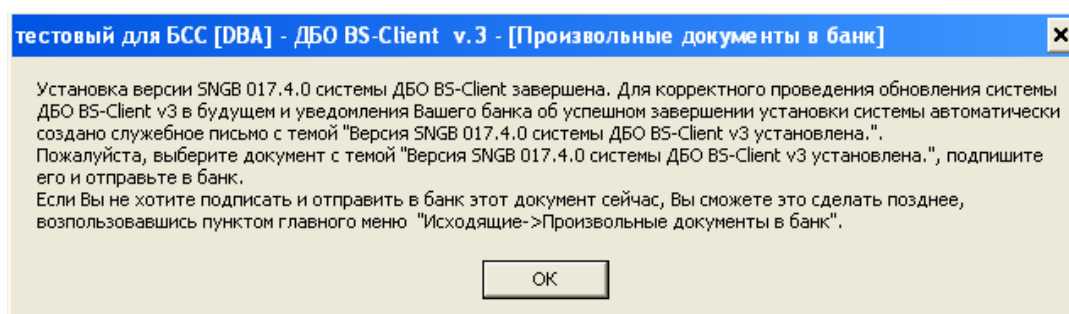 тестовый для БСС [DBA] - ДБО BS-Client v.3 - [Произвольные документы в банк]
Установка версии SNGB 017.4.0 системы ДБО BS-Client завершена. Для корректного проведения обновления системы
ДБО BS-Client v3 в будущем и уведомления Вашего банка об успешном завершении установки системы автоматически
создано служебное письмо с темой "Версия SNGB 017.4.0 системы ДБО BS-Client v3 установлена.".
Пожалуйста, выберите документ с темой "Версия SNGB 017.4.0 системы ДБО BS-Client v3 установлена.", подпишите
его и отправьте в банк.
Если Вы не хотите подписать и отправить в банк этот документ сейчас, Вы сможете это сделать позднее,
возпользовавшись пунктом главного меню "Исходящие->Произвольные документы в банк".
ОК